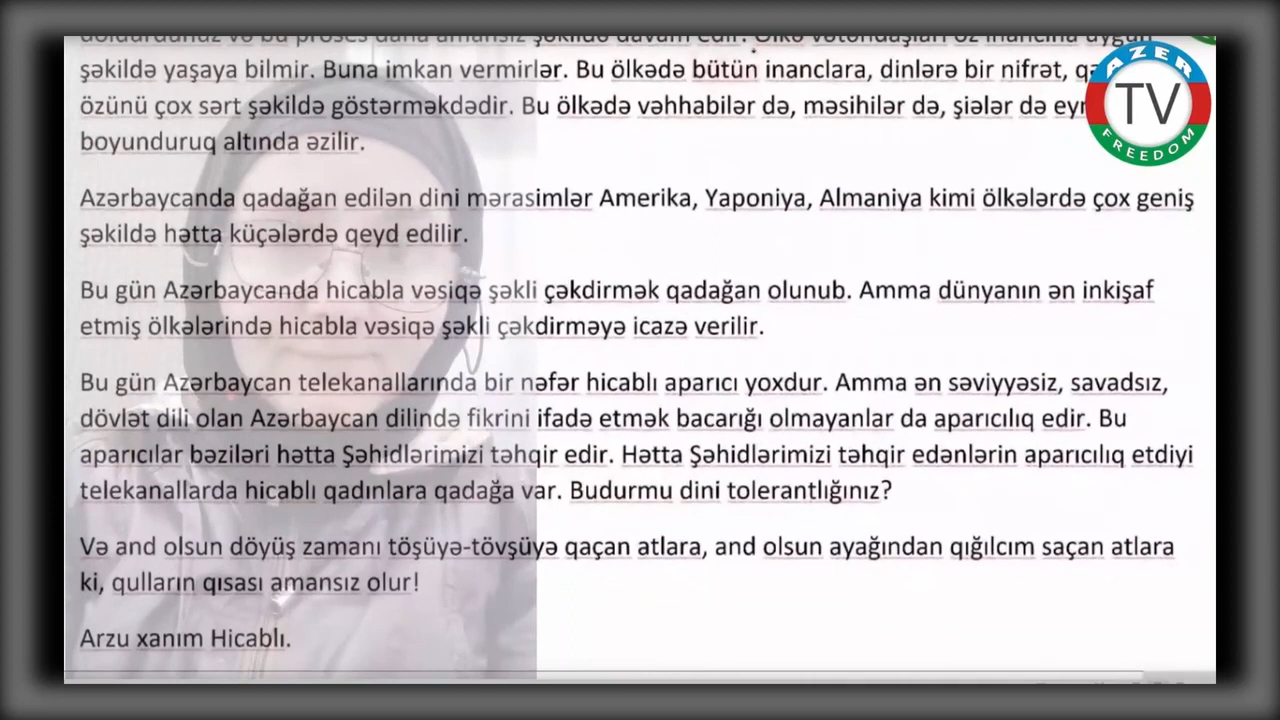 şəkildə yaşaya bilmir. Buna imkan vermirlər. Bu ölkədə bütün inanclara, dinlərə bir nifrət,
özünü çox sərt şəkildə göstərməkdədir. Bu ölkədə vəhhabilər də, məsihilər də, şiələr də
boyunduruq altında əzilir.
Azərbaycanda qadağan edilən dini mərasimlər Amerika, Yaponiya, Almaniya kimi ölkələrdə çox geniş
şəkildə hətta küçələrdə qeyd edilir.
Bu gün Azərbaycanda hicabla vəsiqə şəkli çəkdirmək qadağan olunub. Amma dünyanın ən inkişaf
etmiş ölkələrində hicabla vəsiqə şəkli çəkdirməyə icazə verilir.
Bu gün Azərbaycan telekanallarında bir nəfər hicablı aparıcı yoxdur. Amma ən səviyyəsiz, savadsız,
dövlət dili olan Azərbaycan dilində fikrini ifadə etmək bacarığı olmayanlar da aparıcılıq edir. Bu
aparıcılar bəziləri hətta Şəhidlərimizi təhqir edir. Hətta Şəhidlərimizi təhqir edənlərin aparıcılıq etdiyi
telekanallarda hicablı qadınlara qadağa var. Budurmu dini tolerantlığınız?
Və and olsun döyüş zamanı töşüyə-tövşüyə qaçan atlara, and olsun ayağından qığılcım saçan atlara
ki, qulların qısası amansız olur!
Arzu xanım Hicablı.
AZER
TV
FREEDOM